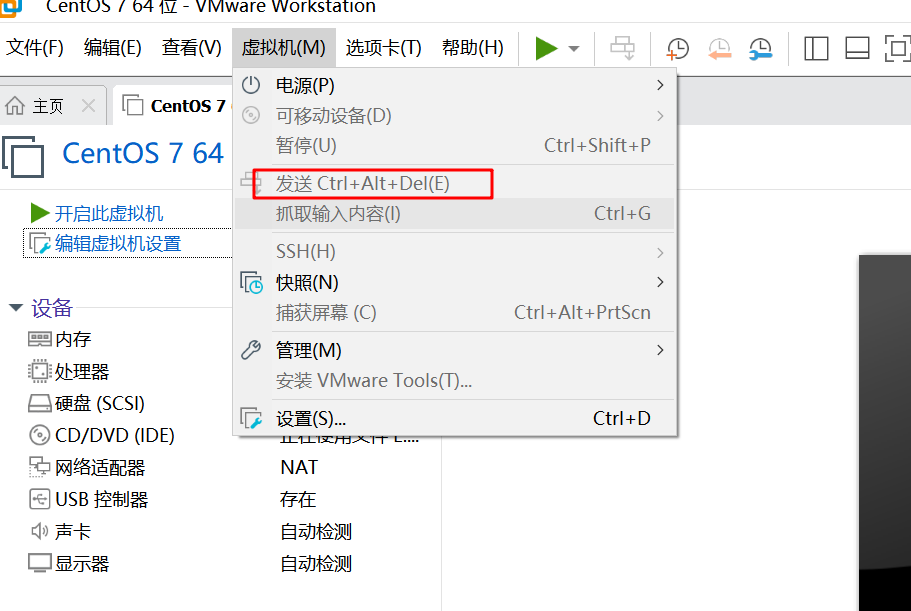 CentOS 7 64 位 - VMware Workstation
文件(F) 编辑(E) 查看(V) 虚拟机(M) 选项卡(T) 帮助(H)
主页 CentOS 7
CentOS 7 64
开启此虚拟机
编辑虚拟机设置
设备
内存
处理器
硬盘 (SCSI)
CD/DVD (IDE) 正在使用文件 E:...
网络适配器 NAT
USB 控制器 存在
声卡 自动检测
显示器 自动检测
电源(P)
可移动设备(D)
暂停(U) Ctrl+Shift+P
发送 Ctrl+Alt+Del(E)
抓取输入内容(I) Ctrl+G
SSH(H)
快照(N)
捕获屏幕 (C) Ctrl+Alt+PrtScn
管理(M)
安装 VMware Tools(T)...
设置(S)... Ctrl+D